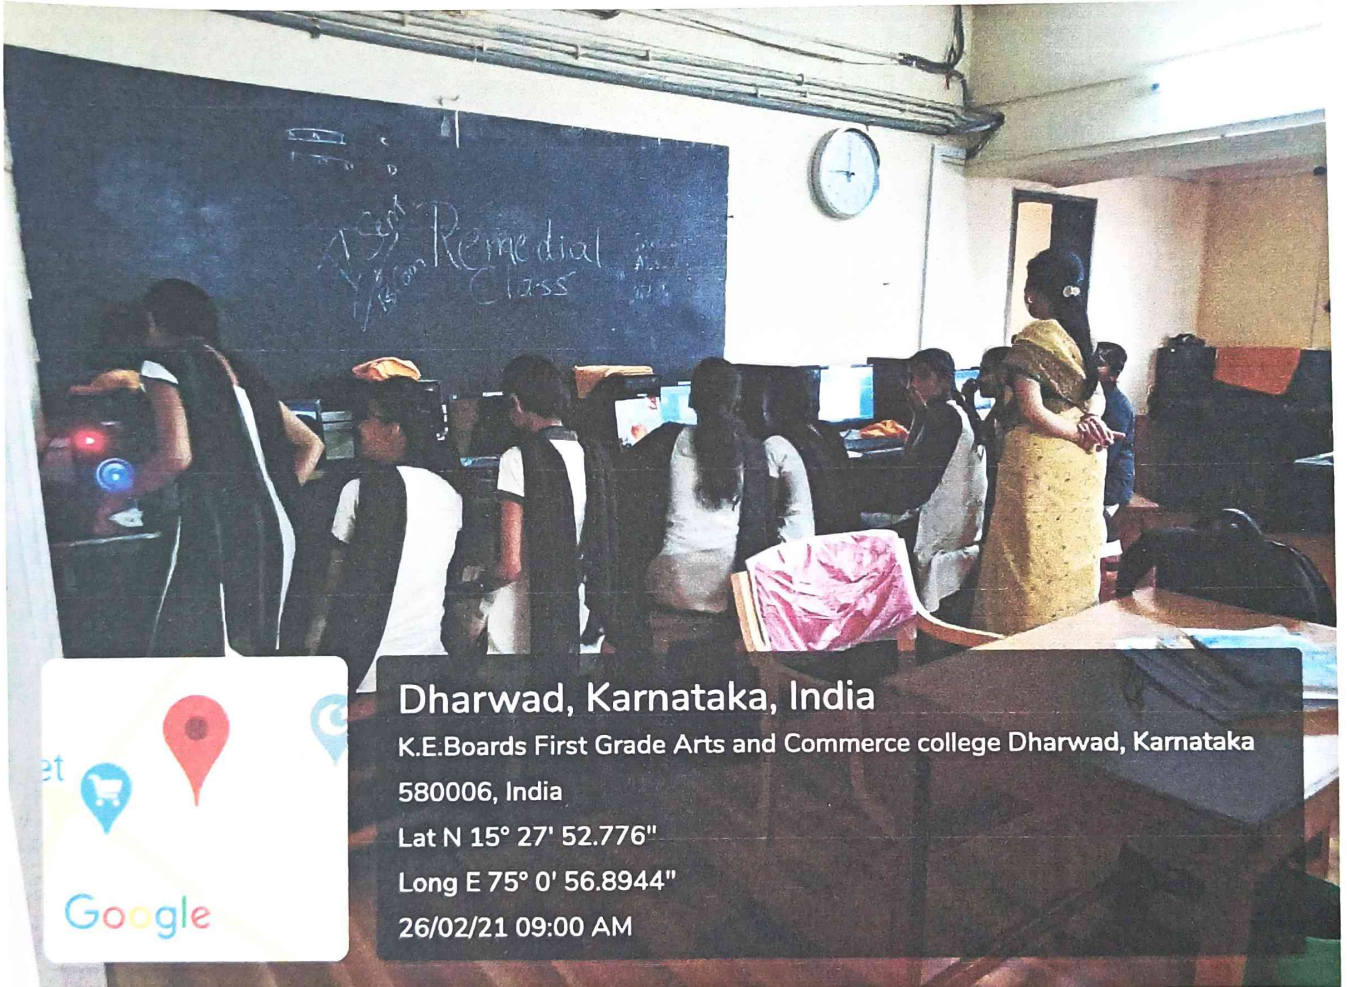 Remedial
Class
Dharwad, Karnataka, India
K.E.Boards First Grade Arts and Commerce college Dharwad, Karnataka
580006, India
Lat N 15° 27' 52.776"
Long E 75° 0' 56.8944"
26/02/21 09:00 AM
et
Google